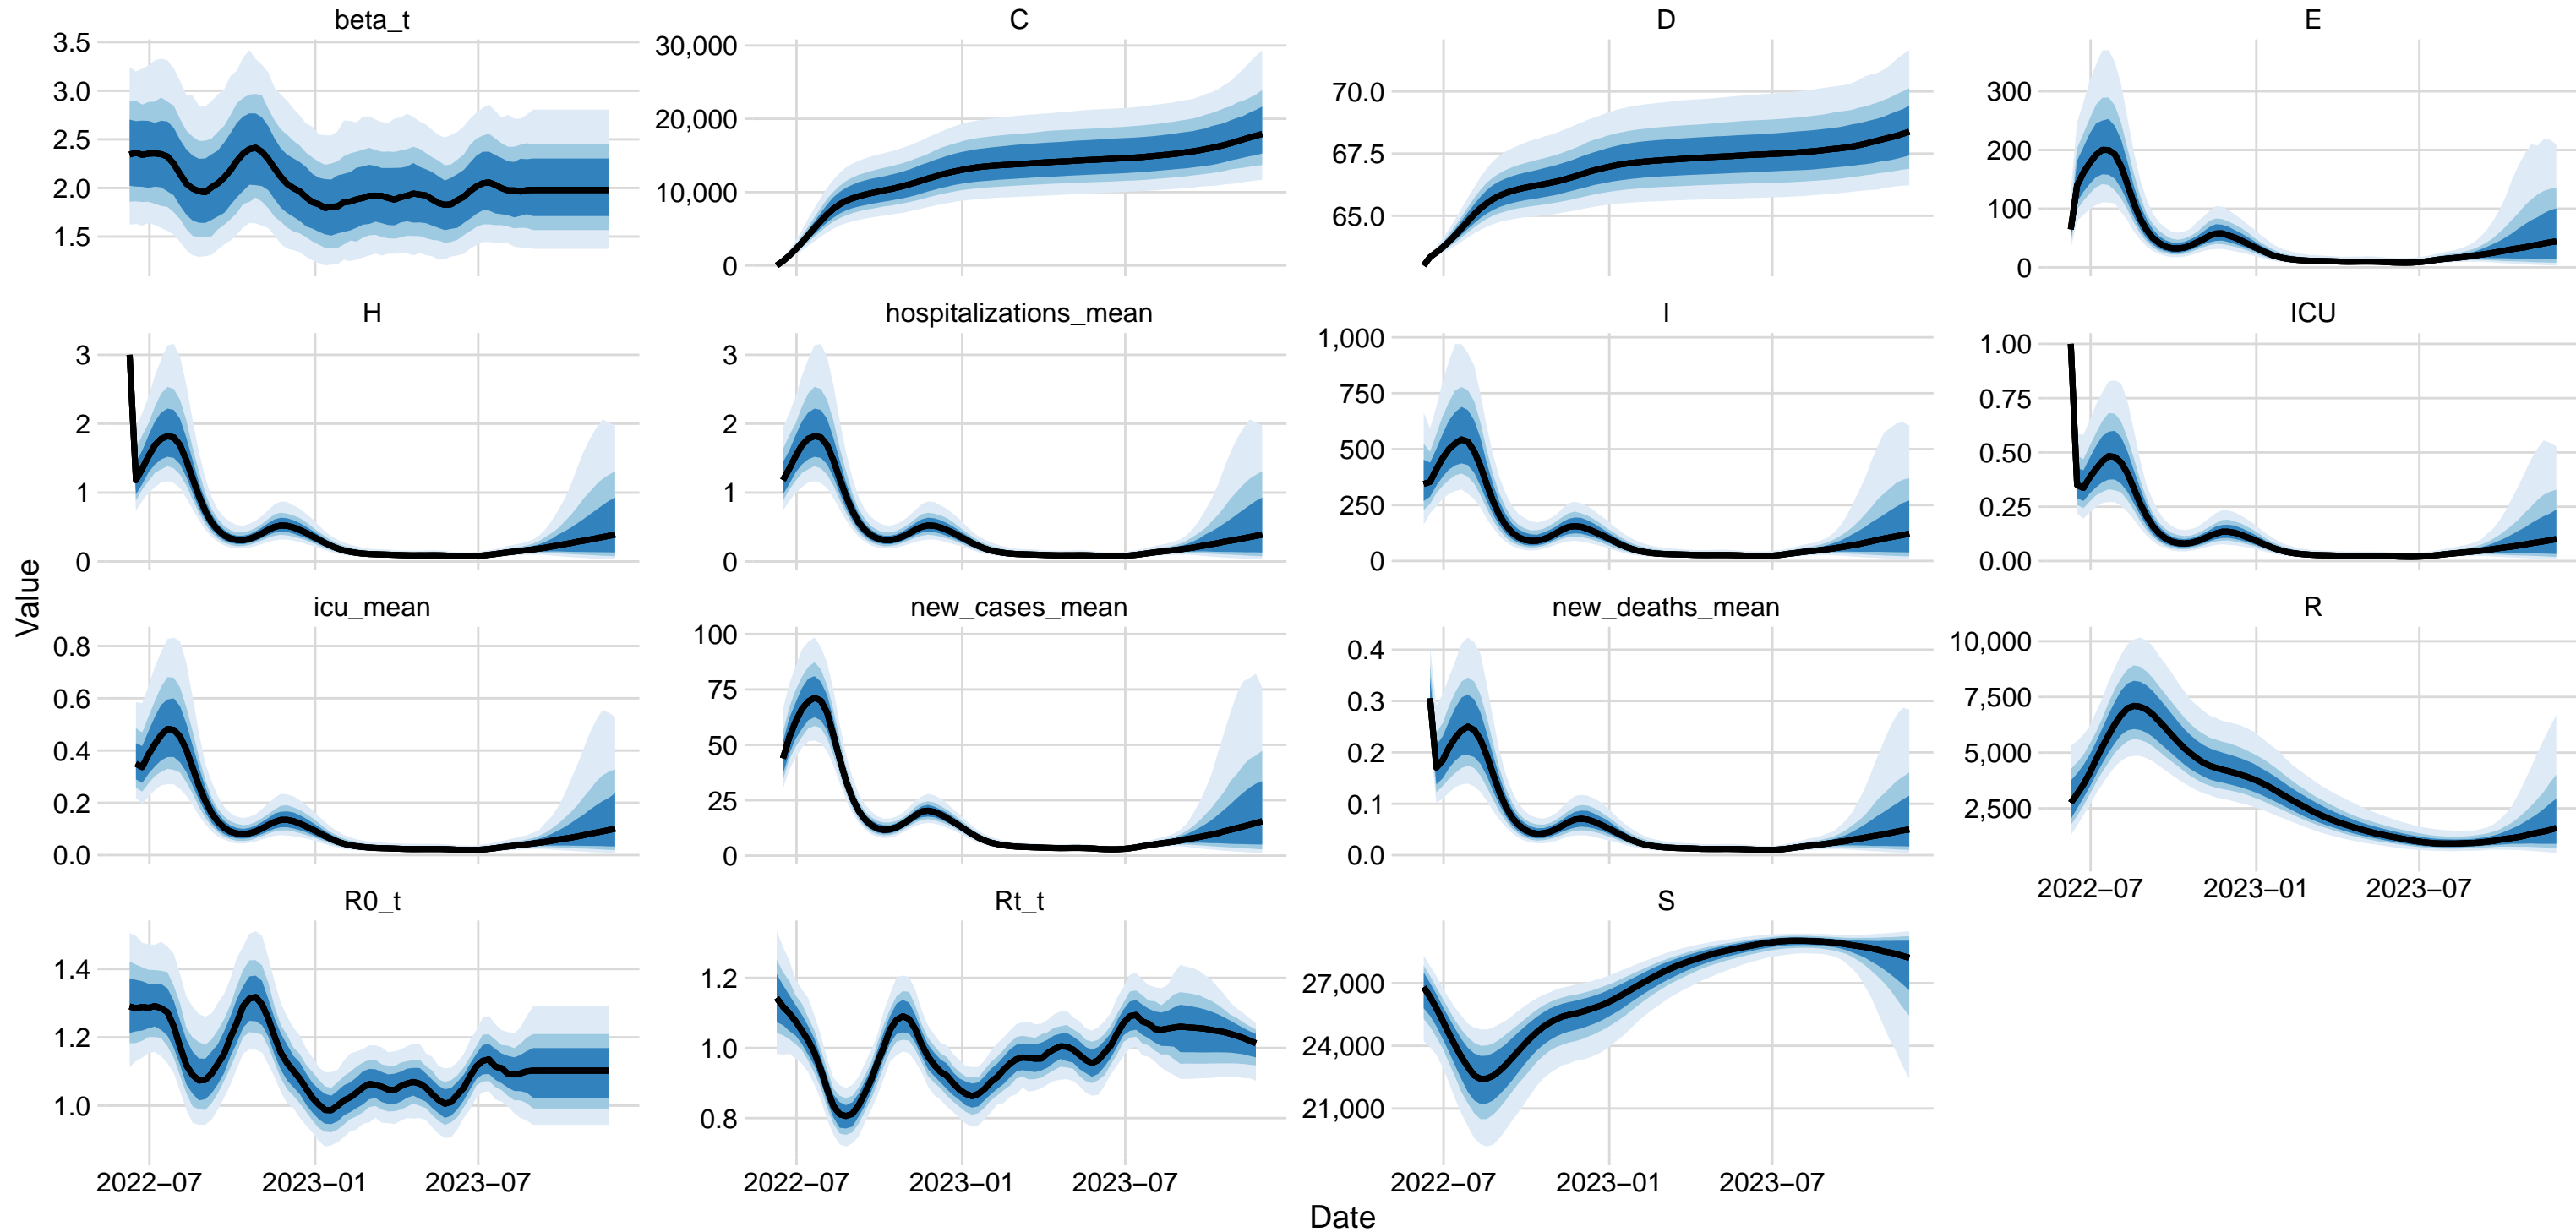 beta_t
C
D
E
3.5
3.0
2.5
2.0
1.5
30,000
20,000
10,000
0
70.0
67.5
65.0
300
200
100
0
H
hospitalizations_mean
I
ICU
3
2
1
0
3
2
1
0
1,000
750
500
250
0
1.00
0.75
0.50
0.25
0.00
Value
icu_mean
new_cases_mean
new_deaths_mean
R
0.8
0.6
0.4
0.2
0.0
100
75
50
25
0
0.4
0.3
0.2
0.1
0.0
10,000
7,500
5,000
2,500
2022−07 2023−01 2023−07
R0_t
Rt_t
S
1.4
1.2
1.0
1.2
1.0
0.8
27,000
24,000
21,000
2022−07 2023−01 2023−07
2022−07 2023−01 2023−07
2022−07 2023−01 2023−07
Date